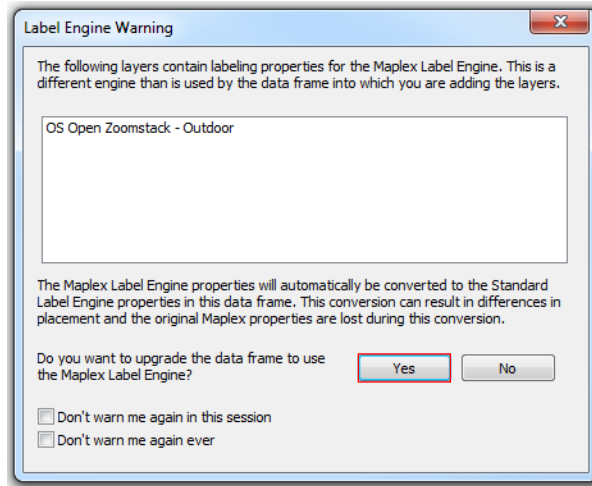 Label Engine Warning
The following layers contain labeling properties for the Maplex Label Engine. This is a
different engine than is used by the data frame into which you are adding the layers.
OS Open Zoomstack - Outdoor
The Maplex Label Engine properties will automatically be converted to the Standard
Label Engine properties in this data frame. This conversion can result in differences in
placement and the original Maplex properties are lost during this conversion.
Do you want to upgrade the data frame to use
the Maplex Label Engine?
Yes
No
Don't warn me again in this session
Don't warn me again ever